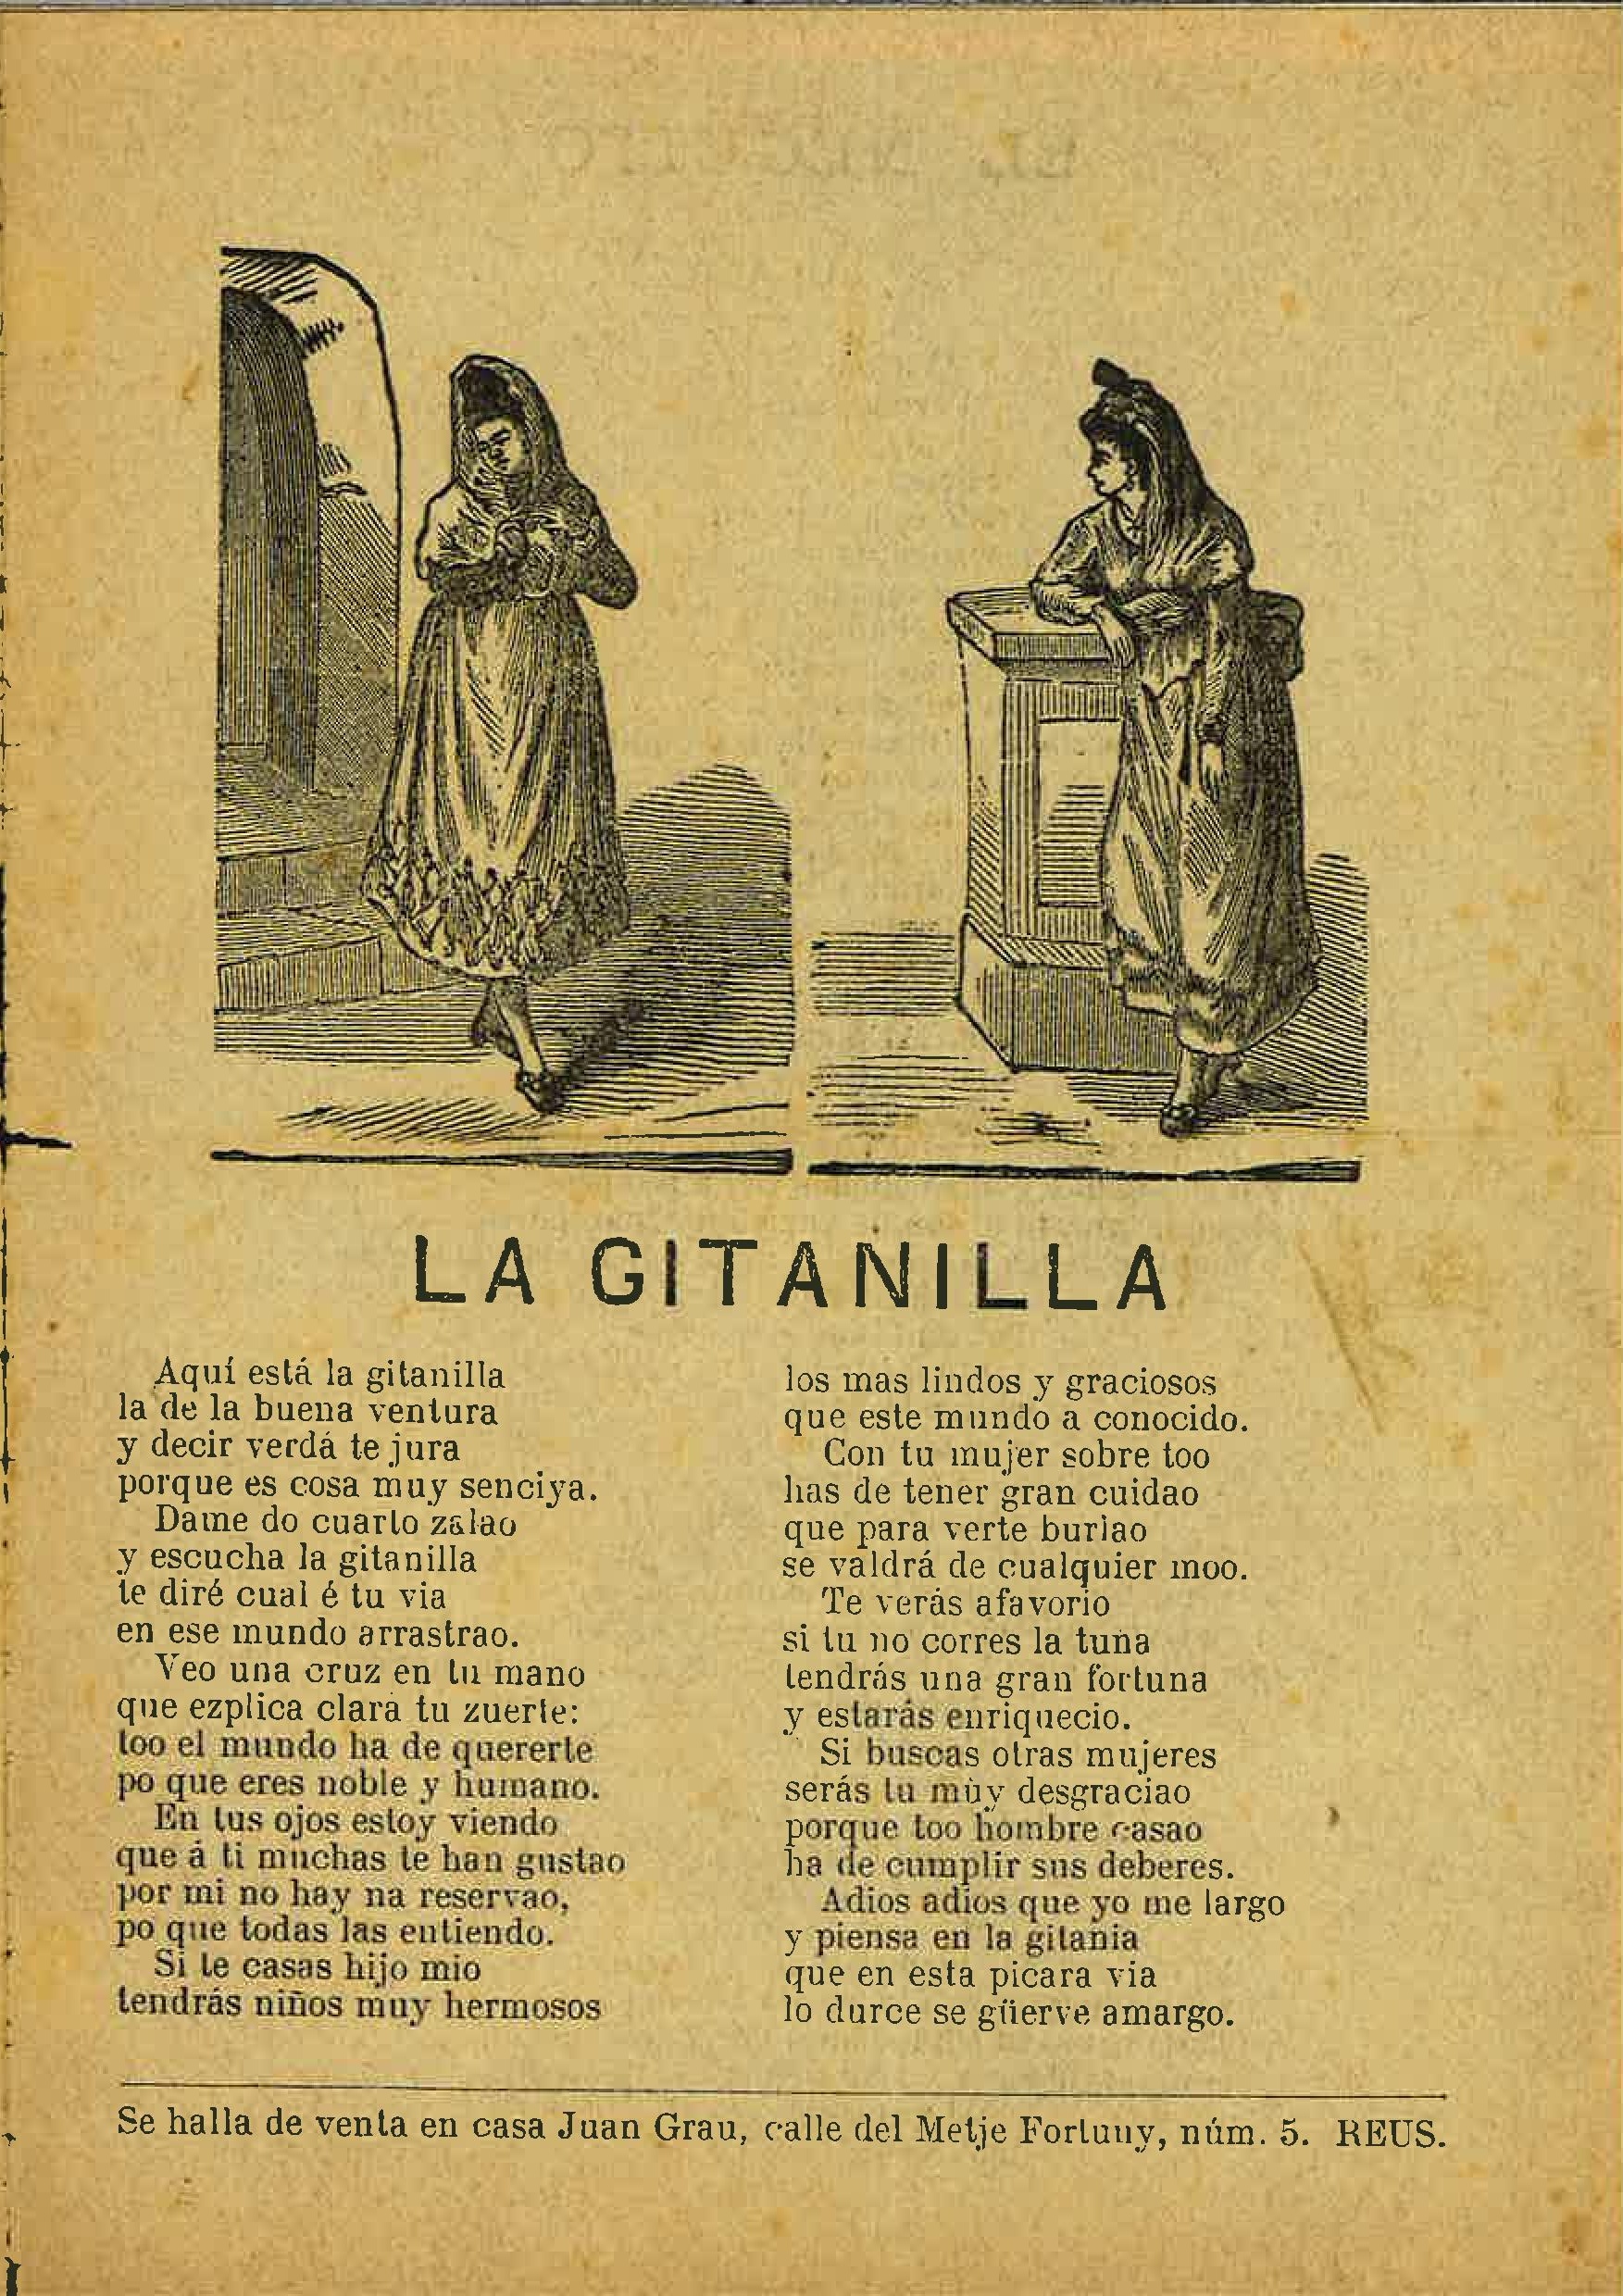 LA GITANILLA
Aquí está la gitanilla
la de la buena ventura
y decir verdá te jura
porque es cosa muy senciya.
Dame do cuarto zalao
y escucha la gitanilla
te diré cual é tu via
en ese mundo arrastrao.
Veo una cruz en tu mano
que ezplica clara tu zuerte:
too el mundo ha de quererte
po que eres noble y humano.
En tus ojos estoy viendo
que á ti muchas te han gustao
por mi no hay na reservao,
po que todas las entiendo.
Si te casas hijo mio
tendrás niños muy hermosos
los mas lindos y graciosos
que este mundo a conocido.
Con tu mujer sobre too
has de tener gran cuidao
que para verte burlao
se valdrá de cualquier moo.
Te verás afavorio
si tu no corres la tuna
tendrás una gran fortuna
y estarás enriquecio.
Si buscas otras mujeres
serás tu muy desgraciao
porque too hombre casao
ha de cumplir sus deberes.
Adios adios que yo me largo
y piensa en la gitania
que en esta picara via
lo durce se güerve amargo.
Se halla de venta en casa Juan Grau, calle del Metje Fortuny, núm. 5. REUS.